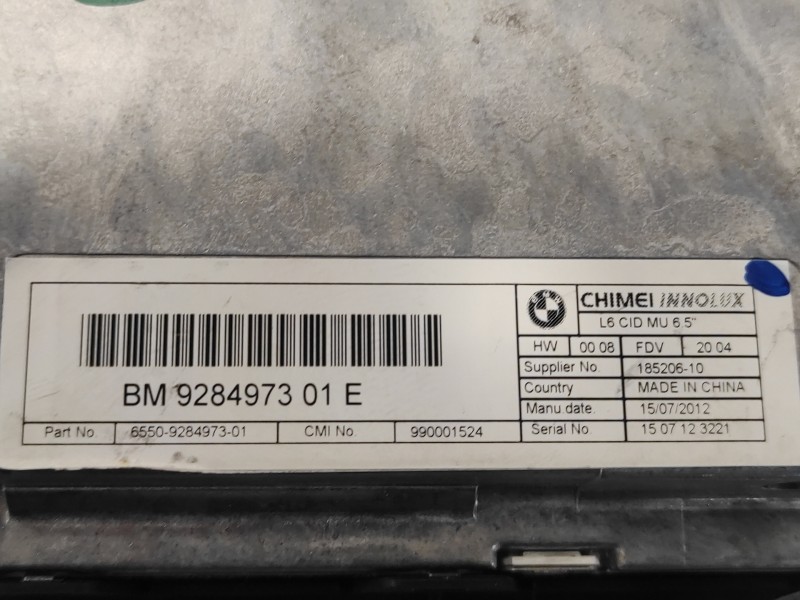 CHIMEI INNOLUX
L6 CID MU 6.5"
HW 00 08 FDV 20 04
Supplier No. 185206-10
Country MADE IN CHINA
Manu.date. 15/07/2012
Serial No. 15 07 12 3221
BM 9284973 01 E
Part No. 6550-9284973-01 CMI No. 990001524